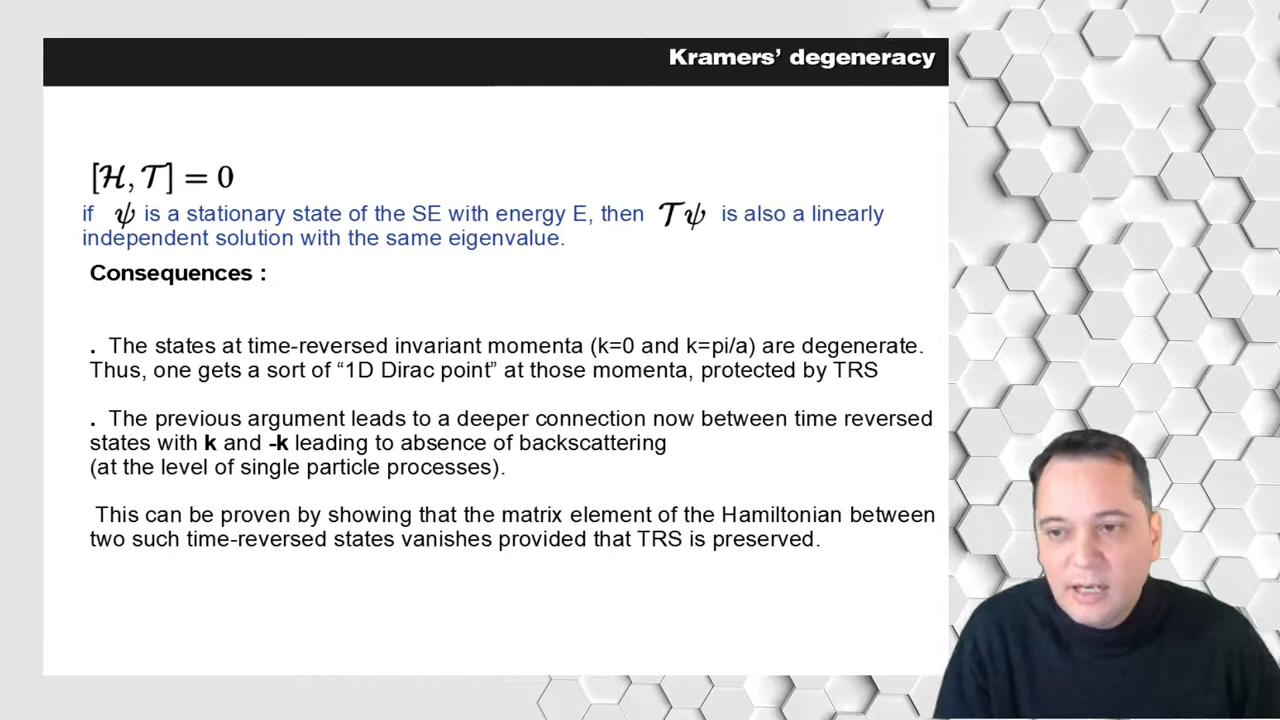 Kramers’ degeneracy
[ℋ, 𝒯] = 0
if ψ is a stationary state of the SE with energy E, then 𝒯ψ is also a linearly
independent solution with the same eigenvalue.
Consequences :
. The states at time-reversed invariant momenta (k=0 and k=pi/a) are degenerate.
Thus, one gets a sort of “1D Dirac point” at those momenta, protected by TRS
. The previous argument leads to a deeper connection now between time reversed
states with k and -k leading to absence of backscattering
(at the level of single particle processes).
This can be proven by showing that the matrix element of the Hamiltonian between
two such time-reversed states vanishes provided that TRS is preserved.